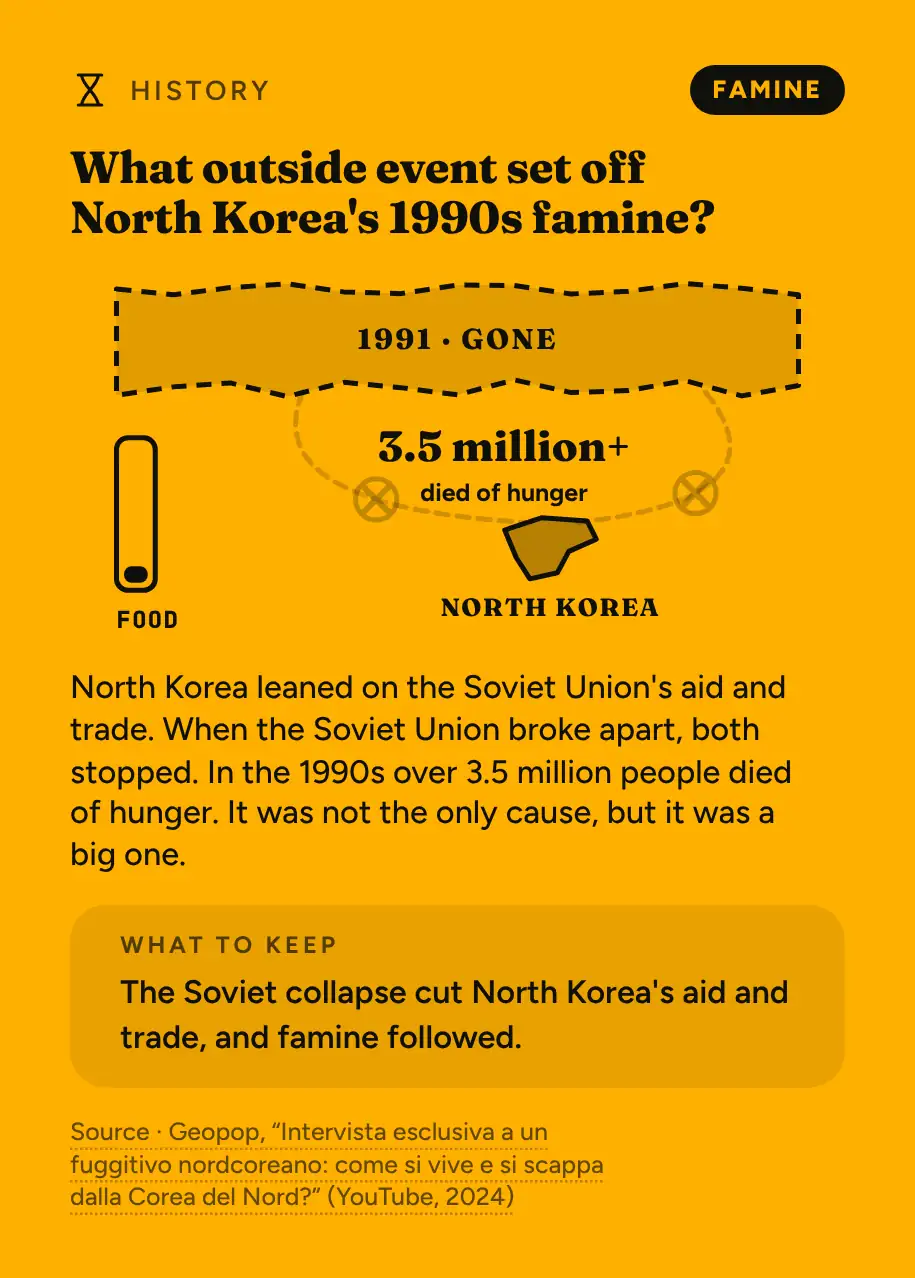 HISTORY
FAMINE
What outside event set off
North Korea's 1990s famine?
1991 · GONE
3.5 million+
died of hunger
FOOD
NORTH KOREA
North Korea leaned on the Soviet Union's aid and
trade. When the Soviet Union broke apart, both
stopped. In the 1990s over 3.5 million people died
of hunger. It was not the only cause, but it was a
big one.
WHAT TO KEEP
The Soviet collapse cut North Korea's aid and
trade, and famine followed.
Source · Geopop, “Intervista esclusiva a un
fuggitivo nordcoreano: come si vive e si scappa
dalla Corea del Nord?” (YouTube, 2024)